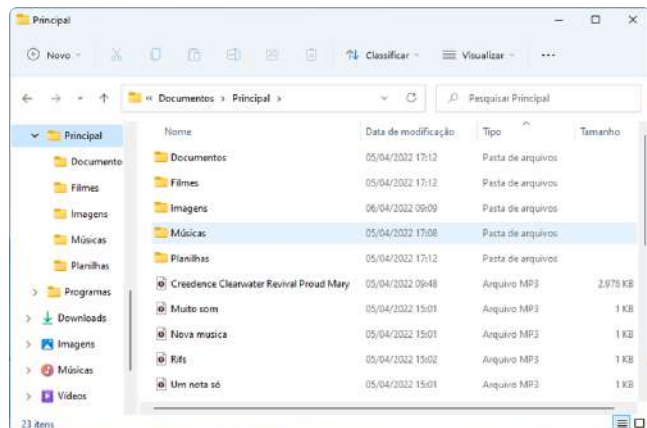 Principal
Novo
Classificar
Visualizar
« Documentos > Principal >
Pesquisar Principal
Principal
Documento
Filmes
Imagens
Músicas
Planilhas
Programas
Downloads
Imagens
Músicas
Vídeos
Nome Data de modificação Tipo Tamanho
Documentos 05/04/2022 17:12 Pasta de arquivos
Filmes 05/04/2022 17:12 Pasta de arquivos
Imagens 06/04/2022 09:09 Pasta de arquivos
Músicas 05/04/2022 17:08 Pasta de arquivos
Planilhas 05/04/2022 17:12 Pasta de arquivos
Creedence Clearwater Revival Proud Mary 05/04/2022 09:48 Arquivo MP3 2.976 KB
Muito som 05/04/2022 15:01 Arquivo MP3 1 KB
Nova musica 05/04/2022 15:01 Arquivo MP3 1 KB
Rifs 05/04/2022 15:02 Arquivo MP3 1 KB
Um nota só 05/04/2022 15:01 Arquivo MP3 1 KB
23 itens